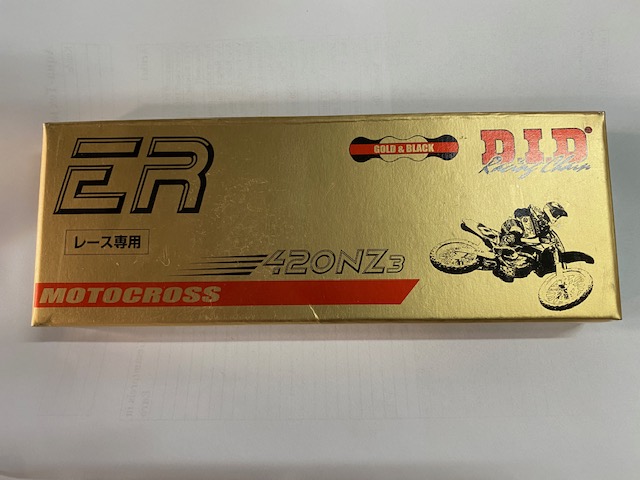 ER
GOLD & BLACK
D.I.D®
Racing Chain
レース専用
420NZ3
MOTOCROSS